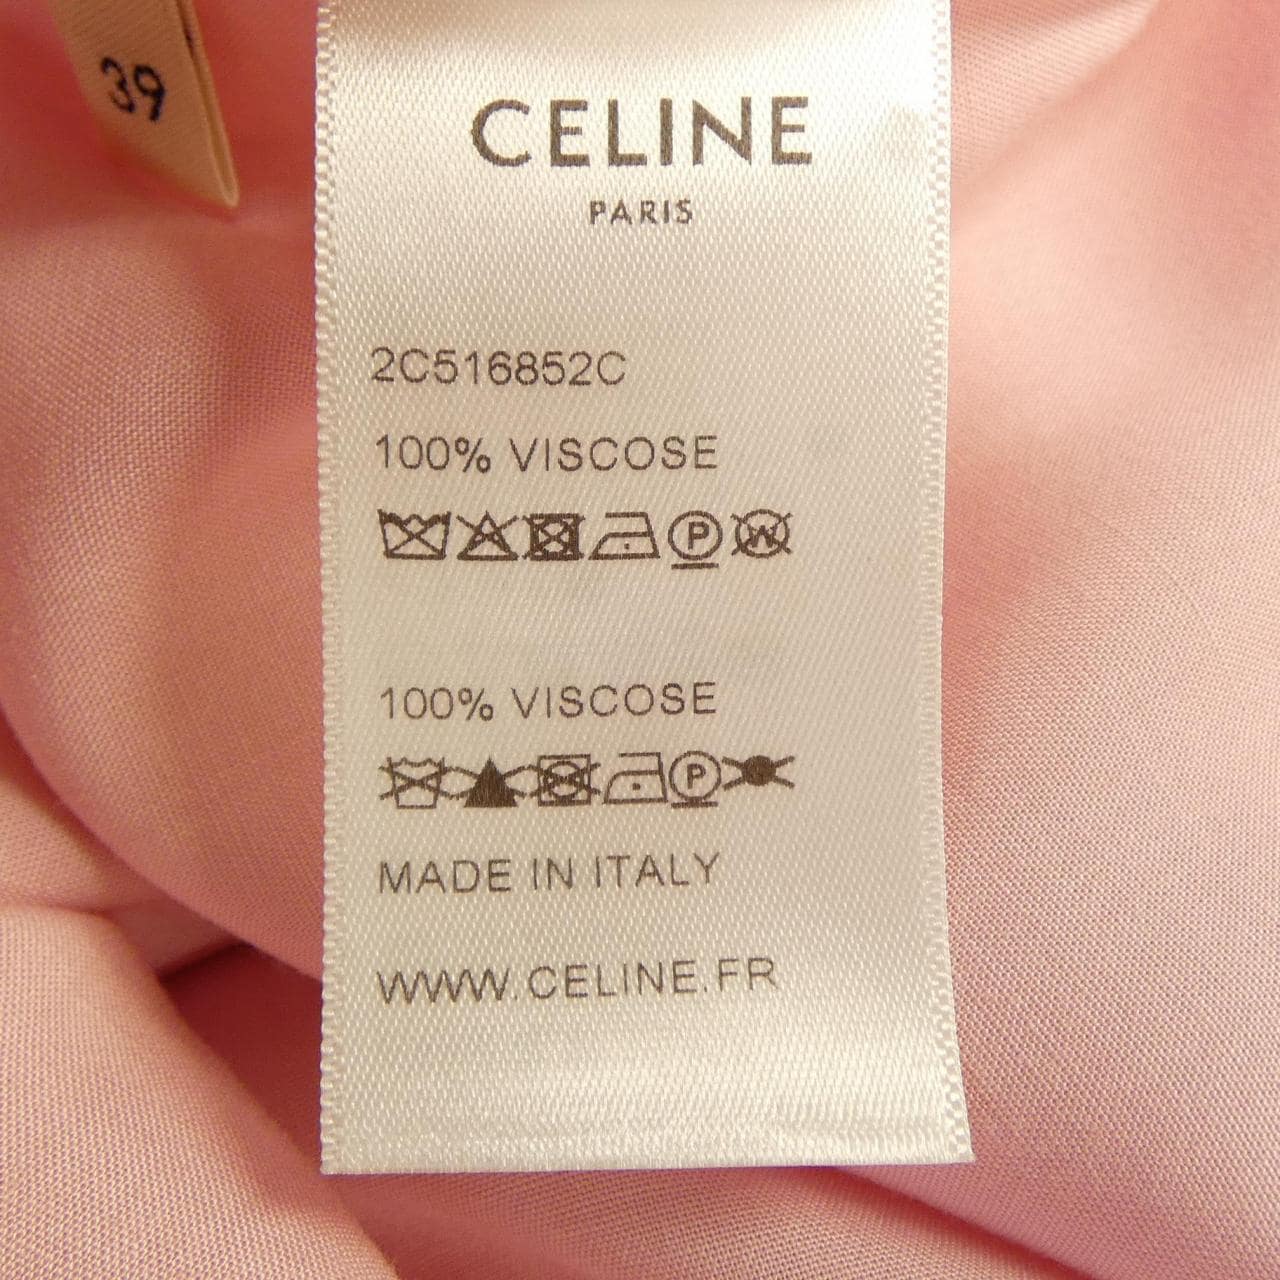 39
CELINE
PARIS
2C516852C
100% VISCOSE
P W
100% VISCOSE
P
MADE IN ITALY
WWW.CELINE.FR